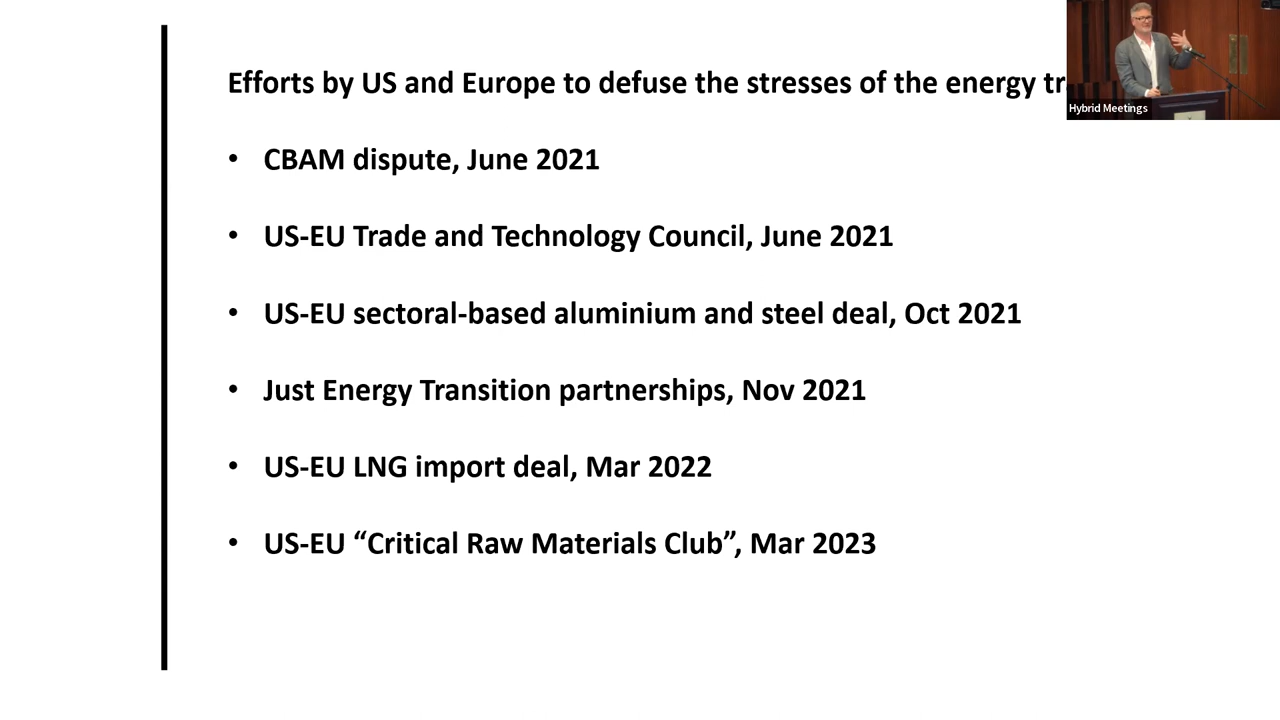 Efforts by US and Europe to defuse the stresses of the energy
Hybrid Meetings
• CBAM dispute, June 2021
• US-EU Trade and Technology Council, June 2021
• US-EU sectoral-based aluminium and steel deal, Oct 2021
• Just Energy Transition partnerships, Nov 2021
• US-EU LNG import deal, Mar 2022
• US-EU “Critical Raw Materials Club”, Mar 2023